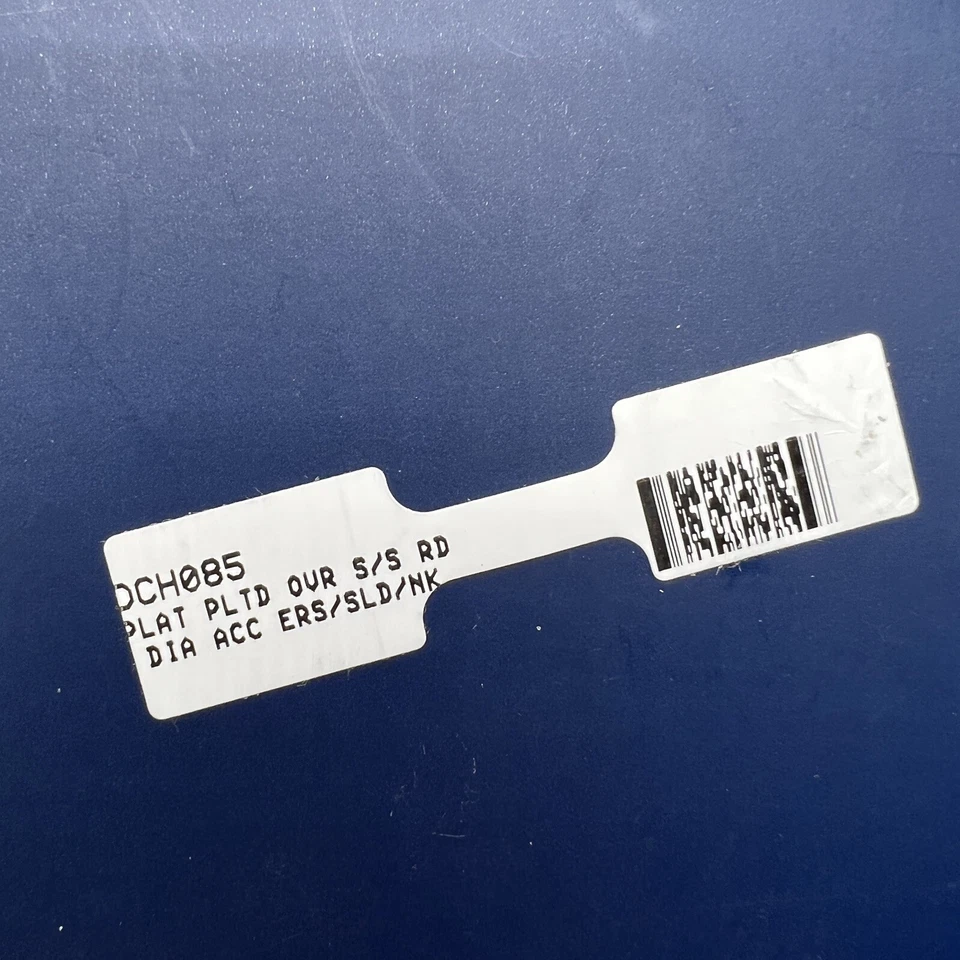 DCH085
PLAT PLTD OVR S/S RD
DIA ACC ERS/SLD/NK